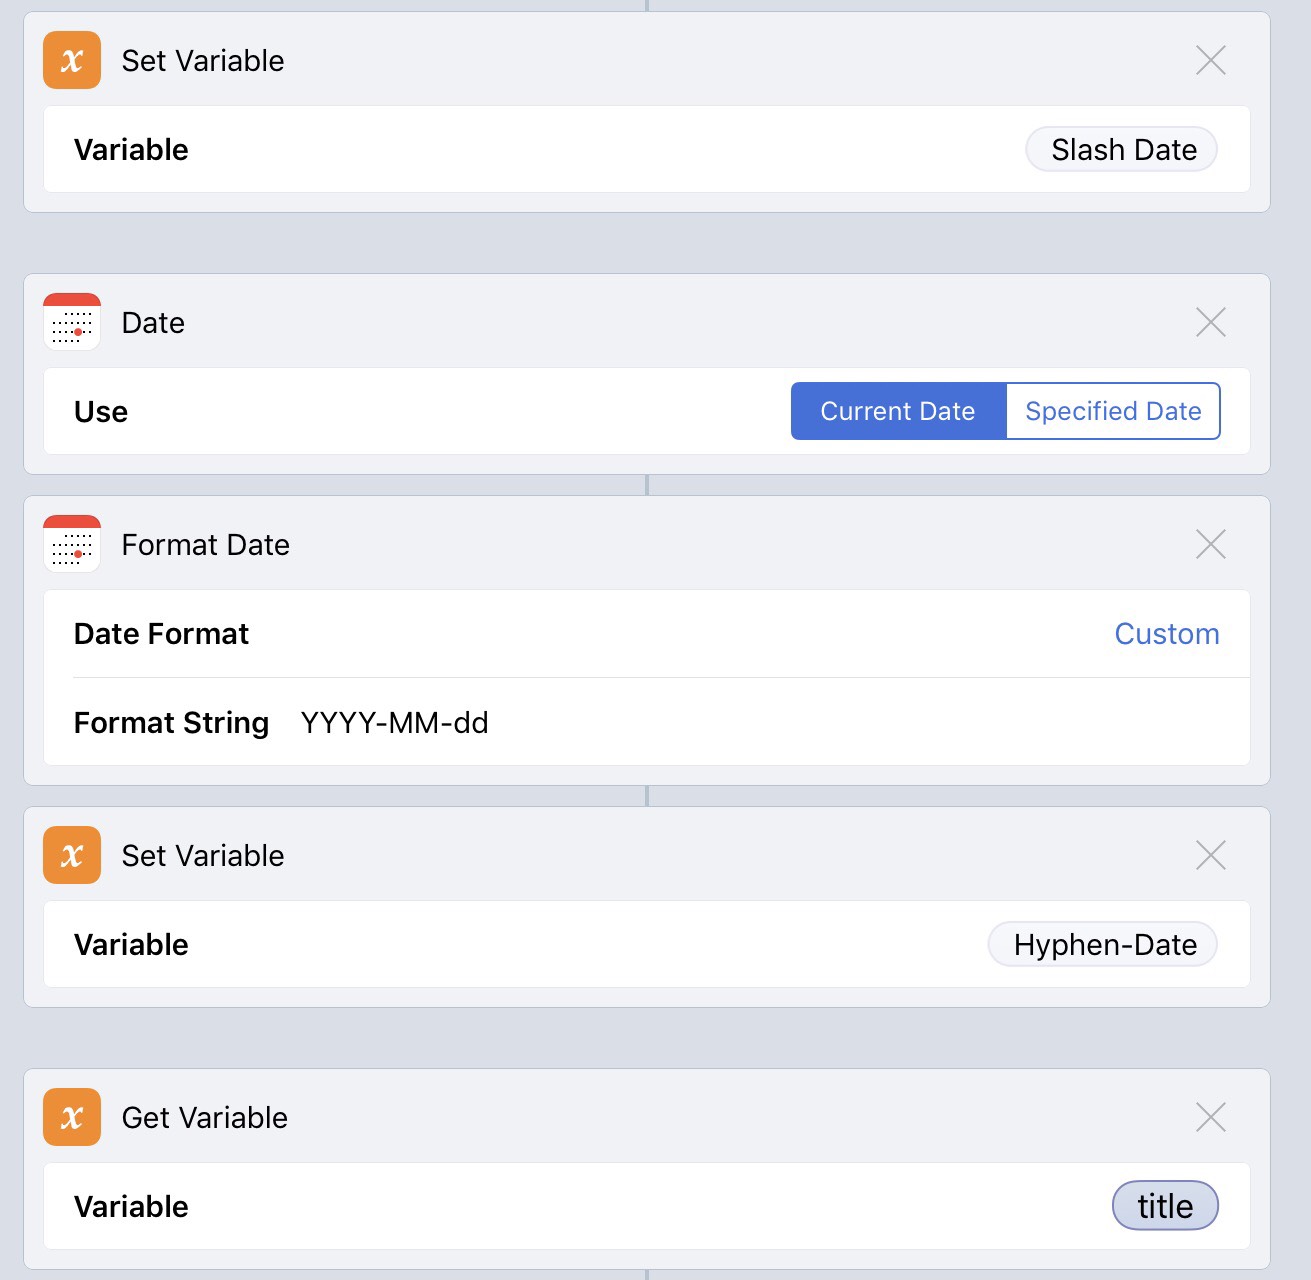 Set Variable
Variable Slash Date
Date
Use Current Date Specified Date
Format Date
Date Format Custom
Format String YYYY-MM-dd
Set Variable
Variable Hyphen-Date
Get Variable
Variable title